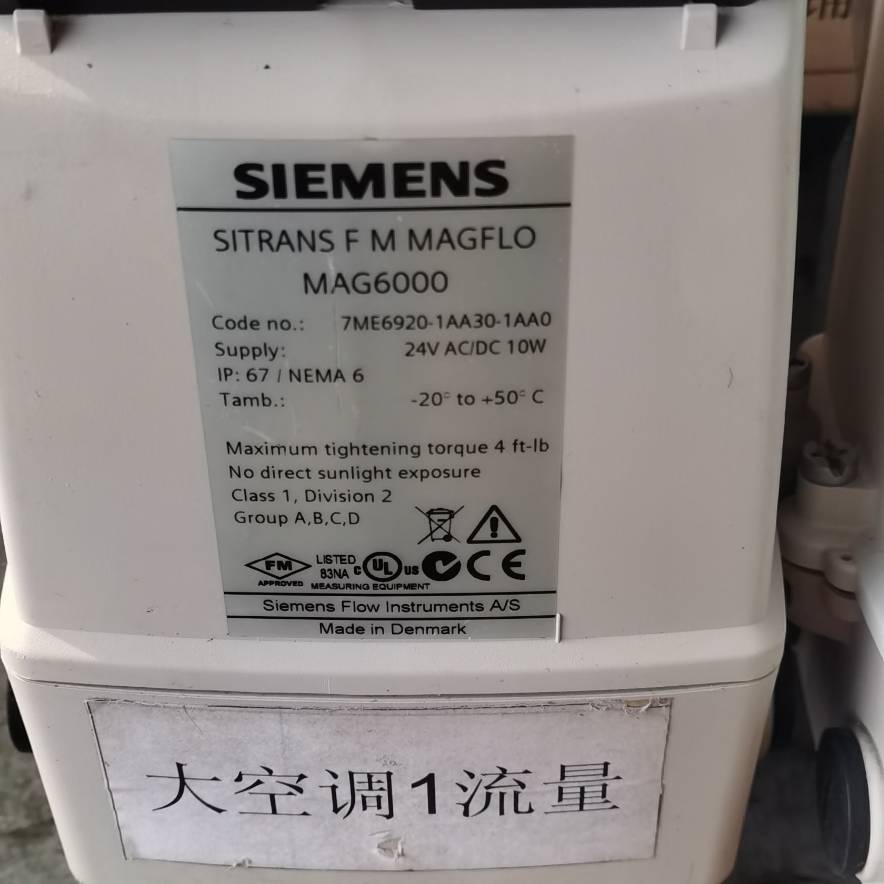 SIEMENS
SITRANS F M MAGFLO
MAG6000
Code no.: 7ME6920-1AA30-1AA0
Supply: 24V AC/DC 10W
IP: 67 / NEMA 6
Tamb.: -20° to +50° C
Maximum tightening torque 4 ft-lb
No direct sunlight exposure
Class 1, Division 2
Group A,B,C,D
FM
APPROVED
LISTED
83NA
C UL US
CE
MEASURING EQUIPMENT
Siemens Flow Instruments A/S
Made in Denmark
大空调1流量